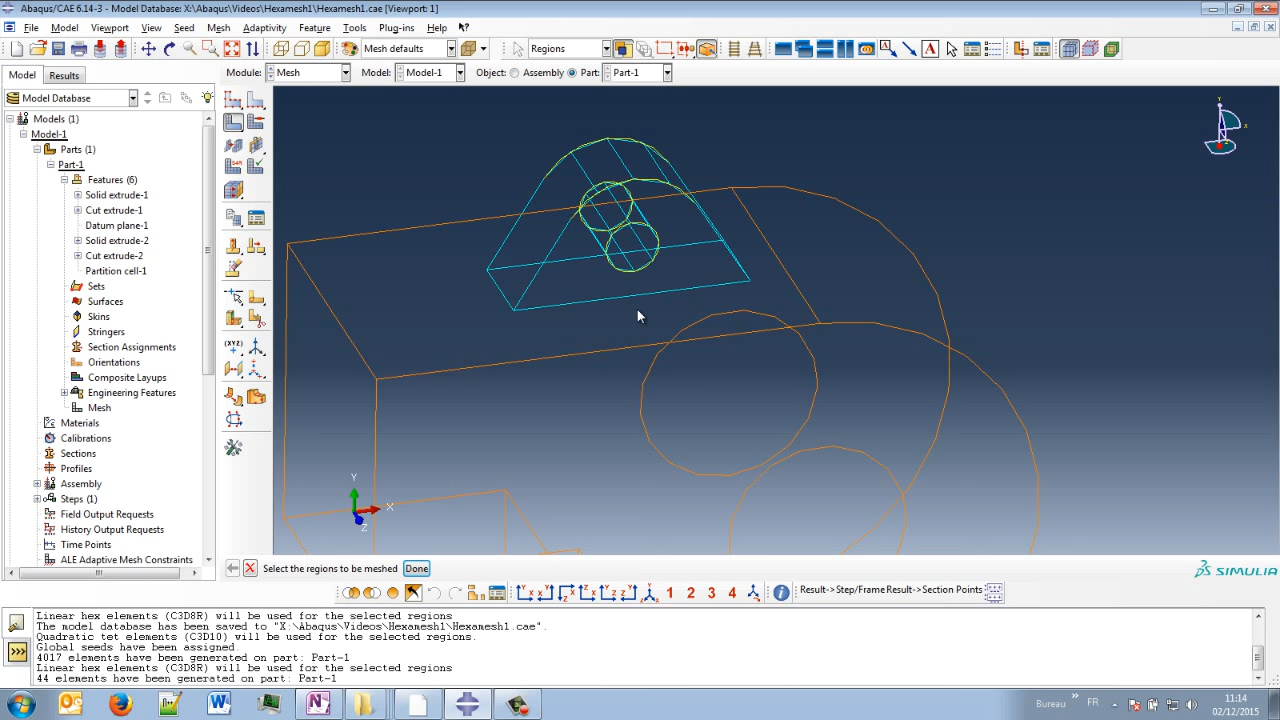 Abaqus/CAE 6.14-3 - Model Database: X:\Abaqus\Videos\Hexamesh1\Hexamesh1.cae [Viewport: 1]
File Model Viewport View Seed Mesh Adaptivity Feature Tools Plug-ins Help
Mesh defaults Regions
Model Results Module: Mesh Model: Model-1 Object: Assembly Part: Part-1
Model Database
Models (1)
Model-1
Parts (1)
Part-1
Features (6)
Solid extrude-1
Cut extrude-1
Datum plane-1
Solid extrude-2
Cut extrude-2
Partition cell-1
Sets
Surfaces
Skins
Stringers
Section Assignments
Orientations
Composite Layups
Engineering Features
Mesh
Materials
Calibrations
Sections
Profiles
Assembly
Steps (1)
Field Output Requests
History Output Requests
Time Points
ALE Adaptive Mesh Constraints
(XYZ)
Y
X
Y
X
Z
Select the regions to be meshed Done
SIMULIA
1 2 3 4 Result-> Step/Frame Result-> Section Points:
Linear hex elements (C3D8R) will be used for the selected regions
The model database has been saved to "X:\Abaqus\Videos\Hexamesh1\Hexamesh1.cae".
Quadratic tet elements (C3D10) will be used for the selected regions.
Global seeds have been assigned.
4017 elements have been generated on part: Part-1
Linear hex elements (C3D8R) will be used for the selected regions
44 elements have been generated on part: Part-1
>>>
Bureau » FR 11:14
02/12/2015